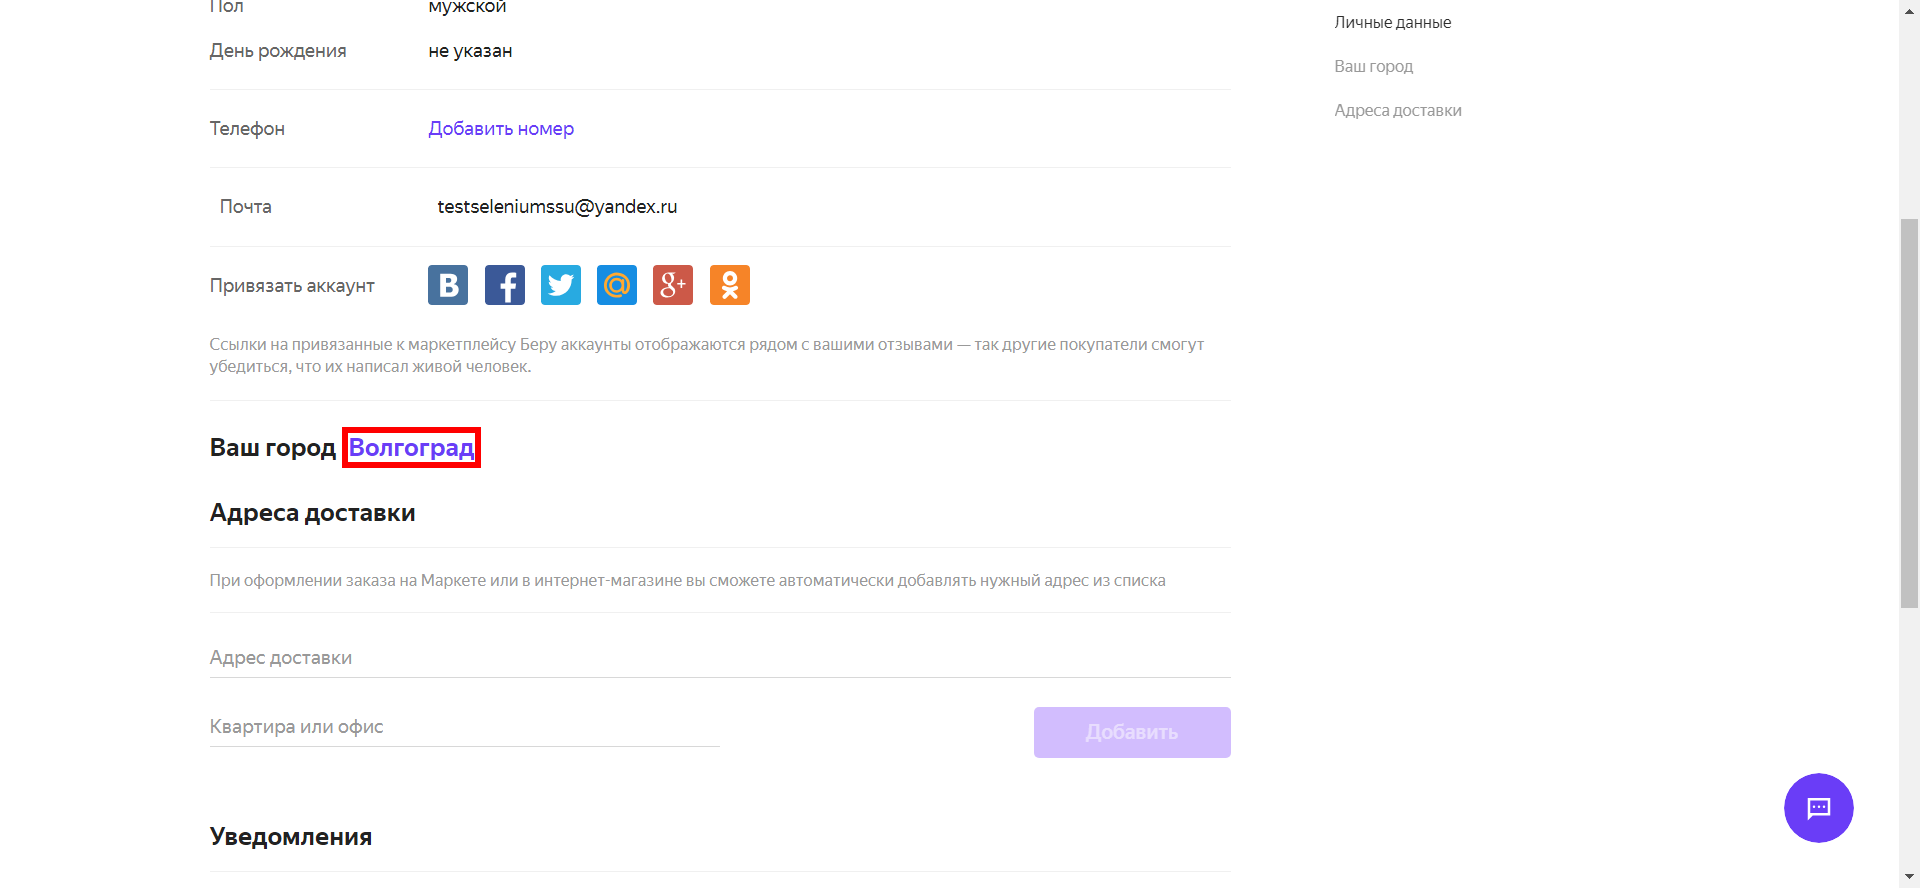 Пол мужской
День рождения не указан
Телефон Добавить номер
Почта testseleniumssu@yandex.ru
Привязать аккаунт
Ссылки на привязанные к маркетплейсу Беру аккаунты отображаются рядом с вашими отзывами — так другие покупатели смогут
убедиться, что их написал живой человек.
Ваш город Волгоград
Адреса доставки
При оформлении заказа на Маркете или в интернет-магазине вы сможете автоматически добавлять нужный адрес из списка
Адрес доставки
Квартира или офис
Добавить
Уведомления
Личные данные
Ваш город
Адреса доставки